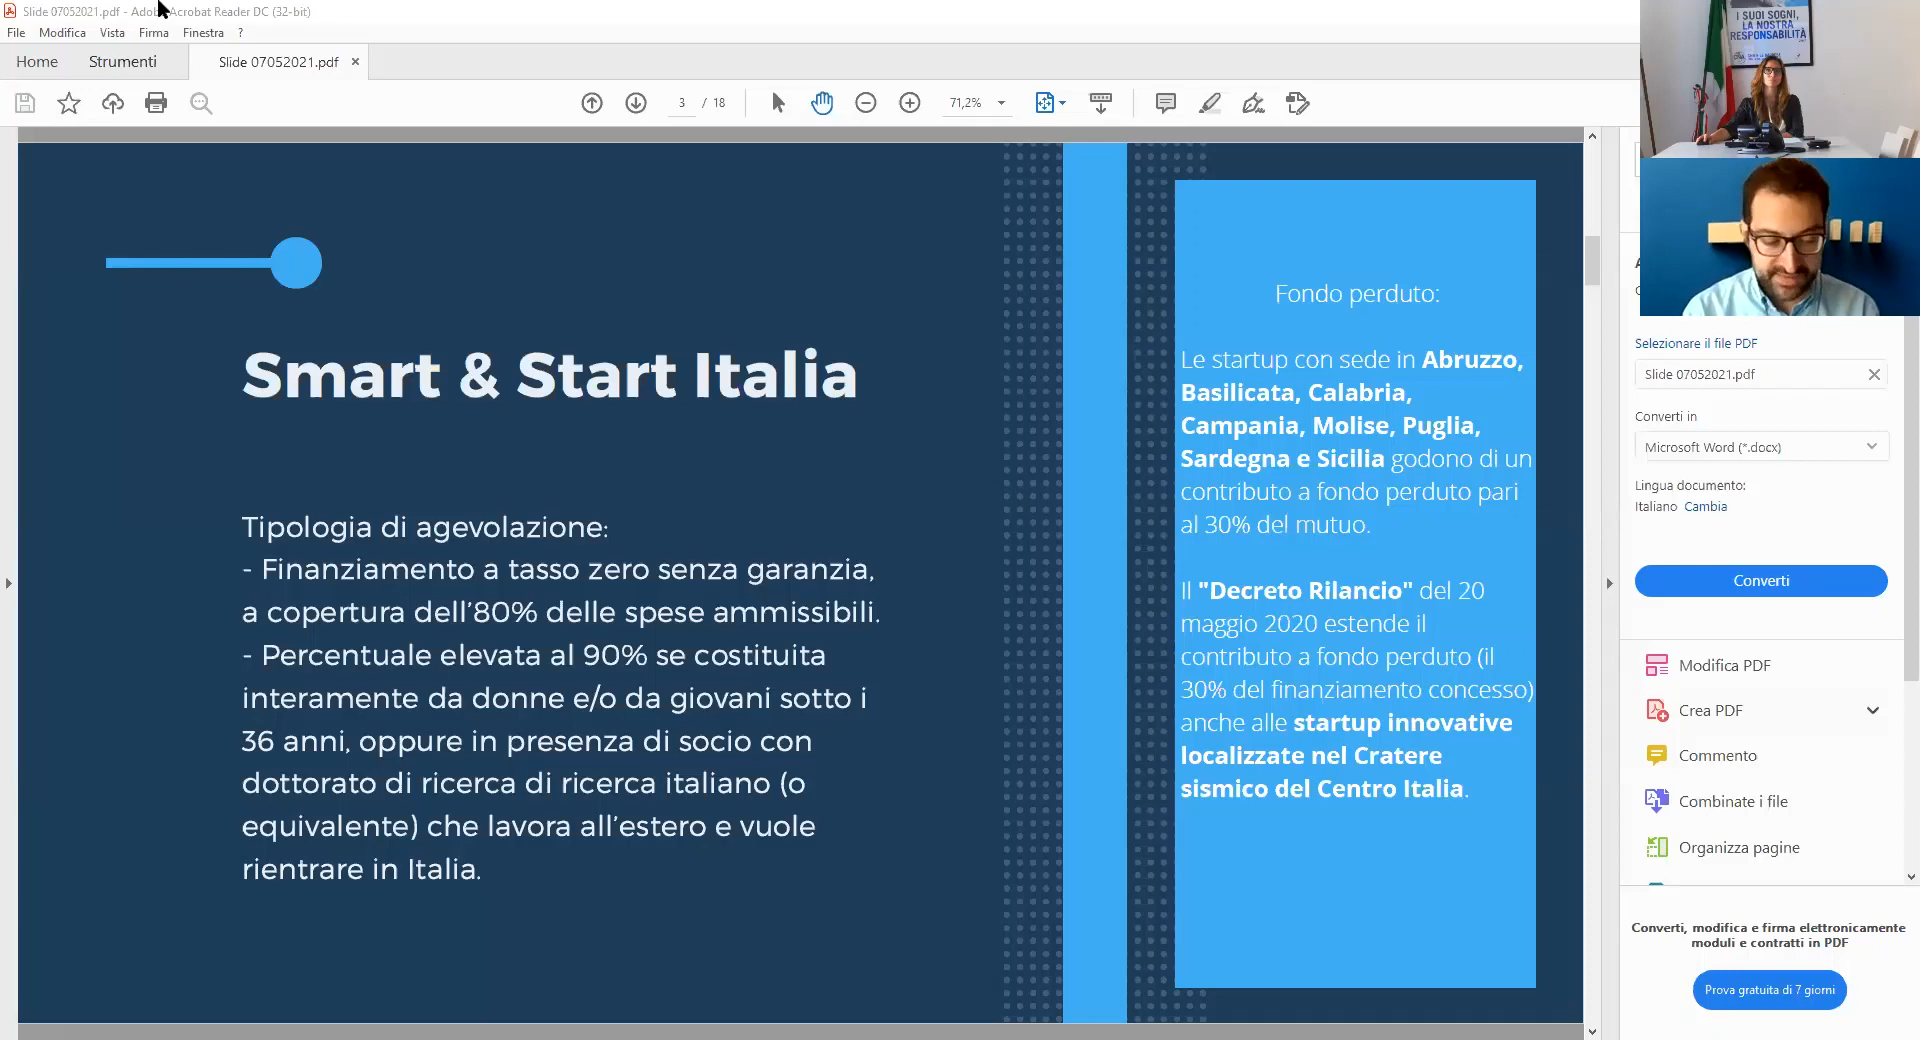 Slide 07052021.pdf - Adobe Acrobat Reader DC (32-bit)
File Modifica Vista Firma Finestra ?
Home Strumenti Slide 07052021.pdf ×
3 / 18 71,2%
I SUOI SOGNI,
LA NOSTRA
RESPONSABILITÀ
Smart & Start Italia
Tipologia di agevolazione:
- Finanziamento a tasso zero senza garanzia,
a copertura dell'80% delle spese ammissibili.
- Percentuale elevata al 90% se costituita
interamente da donne e/o da giovani sotto i
36 anni, oppure in presenza di socio con
dottorato di ricerca di ricerca italiano (o
equivalente) che lavora all'estero e vuole
rientrare in Italia.
Fondo perduto:
Le startup con sede in Abruzzo,
Basilicata, Calabria,
Campania, Molise, Puglia,
Sardegna e Sicilia godono di un
contributo a fondo perduto pari
al 30% del mutuo.
Il "Decreto Rilancio" del 20
maggio 2020 estende il
contributo a fondo perduto (il
30% del finanziamento concesso)
anche alle startup innovative
localizzate nel Cratere
sismico del Centro Italia.
Selezionare il file PDF
Slide 07052021.pdf
Converti in
Microsoft Word (*.docx)
Lingua documento:
Italiano Cambia
Converti
Modifica PDF
Crea PDF
Commento
Combinate i file
Organizza pagine
Converti, modifica e firma elettronicamente
moduli e contratti in PDF
Prova gratuita di 7 giorni